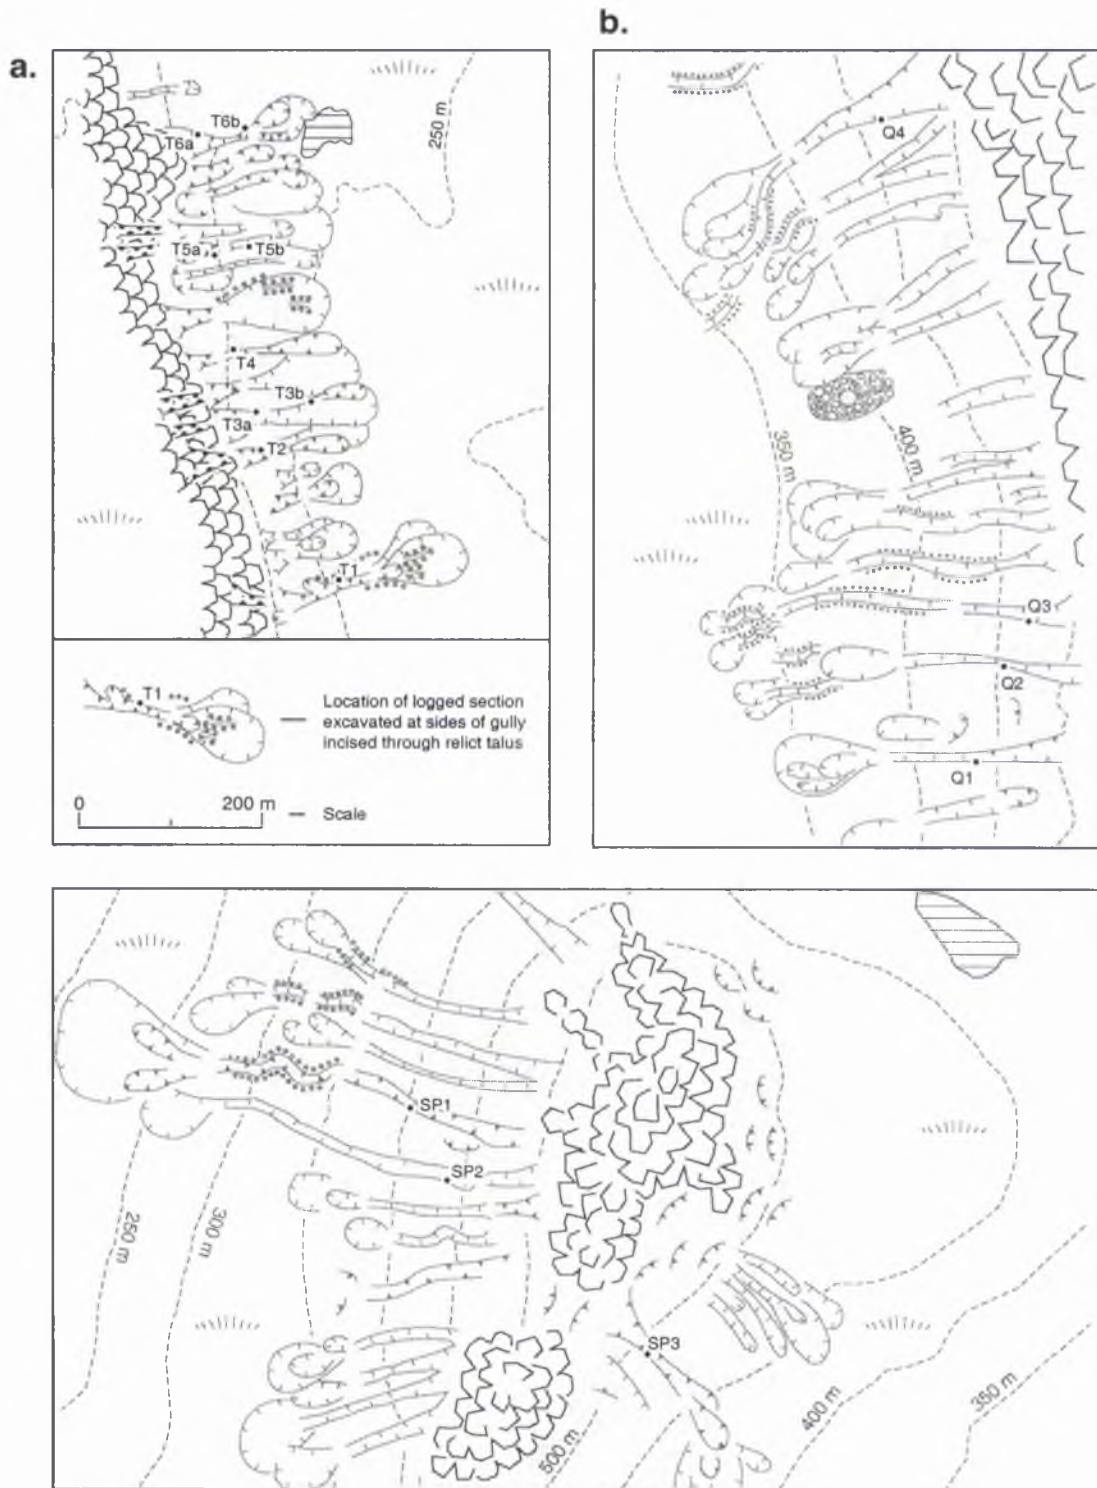 a.
b.
T6b
T6a
250 m
T5a
T5b
T4
T3b
T3a
T2
T1
T1
Location of logged section
excavated at sides of gully
incised through relict talus
0
200 m
Scale
Q4
350 m
400 m
Q3
Q2
Q1
SP1
SP2
250 m
300 m
SP3
500 m
400 m
350 m